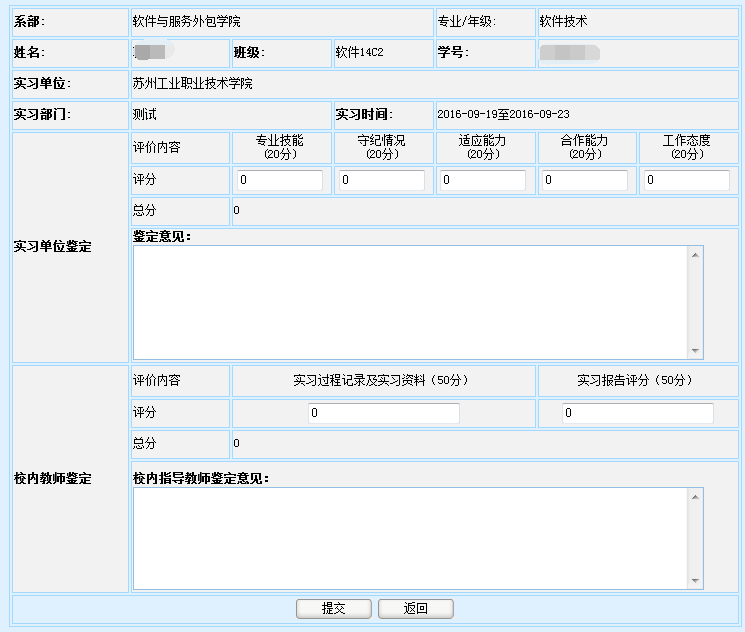 系部: 软件与服务外包学院 专业/年级: 软件技术
姓名: 班级: 软件14C2 学号:
实习单位: 苏州工业职业技术学院
实习部门: 测试 实习时间: 2016-09-19至2016-09-23
实习单位鉴定
评价内容 专业技能 守纪情况 适应能力 合作能力 工作态度
(20分) (20分) (20分) (20分) (20分)
评分 0 0 0 0 0
总分 0
鉴定意见:
校内教师鉴定
评价内容 实习过程记录及实习资料 (50分) 实习报告评分 (50分)
评分 0 0
总分 0
校内指导教师鉴定意见:
提交 返回